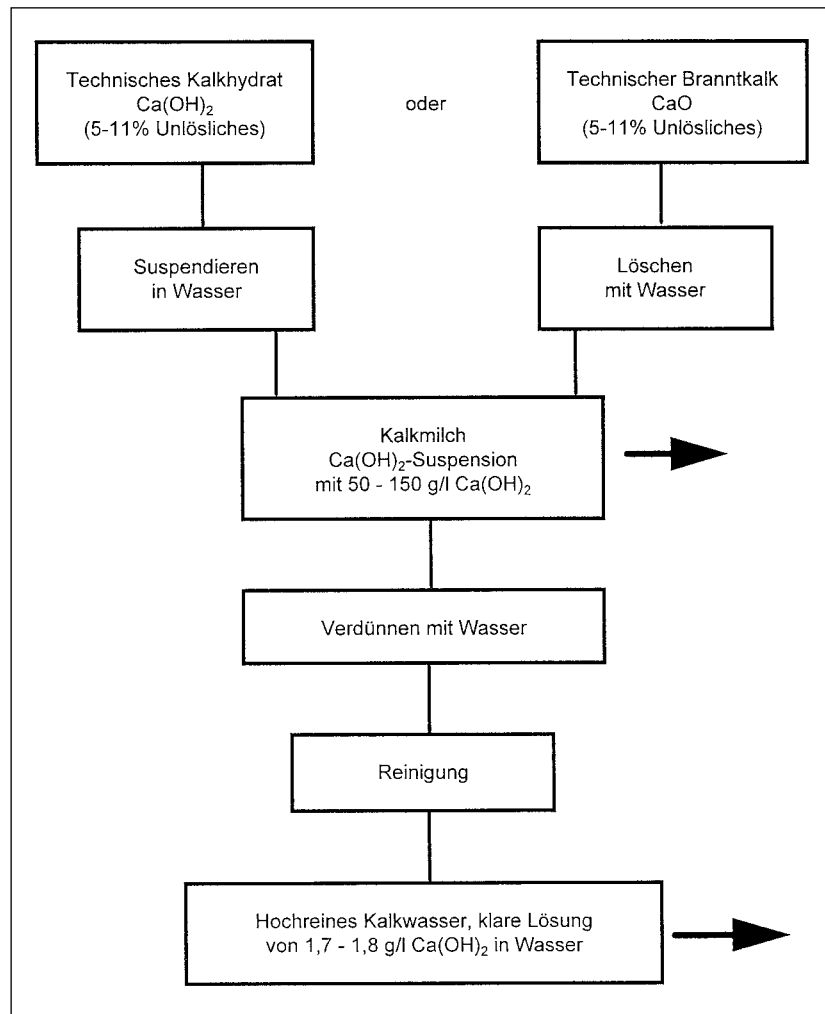 Technisches Kalkhydrat
Ca(OH)₂
(5-11% Unlösliches)
oder
Technischer Branntkalk
CaO
(5-11% Unlösliches)
Suspendieren
in Wasser
Löschen
mit Wasser
Kalkmilch
Ca(OH)₂-Suspension
mit 50 - 150 g/l Ca(OH)₂
Verdünnen mit Wasser
Reinigung
Hochreines Kalkwasser, klare Lösung
von 1,7 - 1,8 g/l Ca(OH)₂ in Wasser